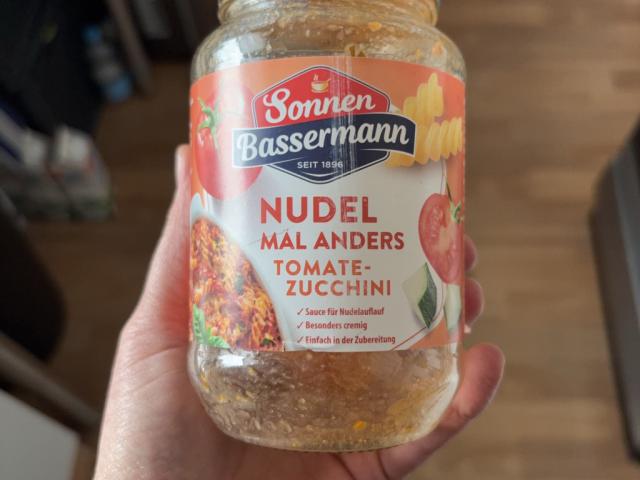 Sonnen
Bassermann
SEIT 1896
NUDEL
MAL ANDERS
TOMATE-
ZUCCHINI
✓ Sauce für Nudelauflauf
✓ Besonders cremig
✓ Einfach in der Zubereitung